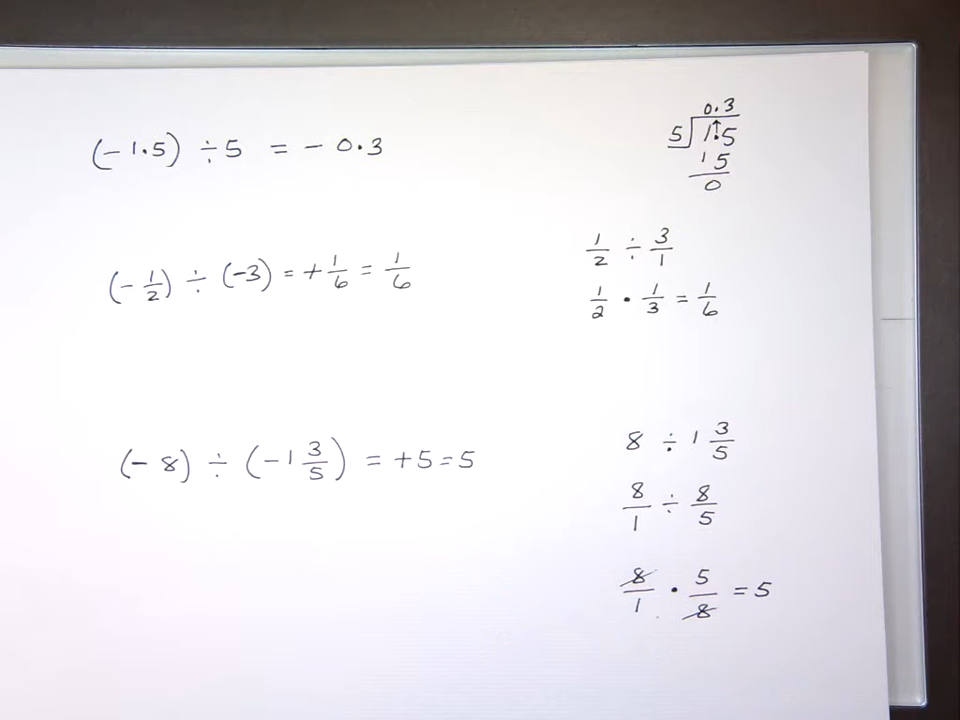 (-1.5) ÷ 5 = - 0.3
0.3
5 1.5
15
0
(-1/2) ÷ (-3) = + 1/6 = 1/6
1/2 ÷ 3/1
1/2 · 1/3 = 1/6
(-8) ÷ (-1 3/5) = +5 = 5
8 ÷ 1 3/5
8/1 ÷ 8/5
8/1 · 5/8 = 5